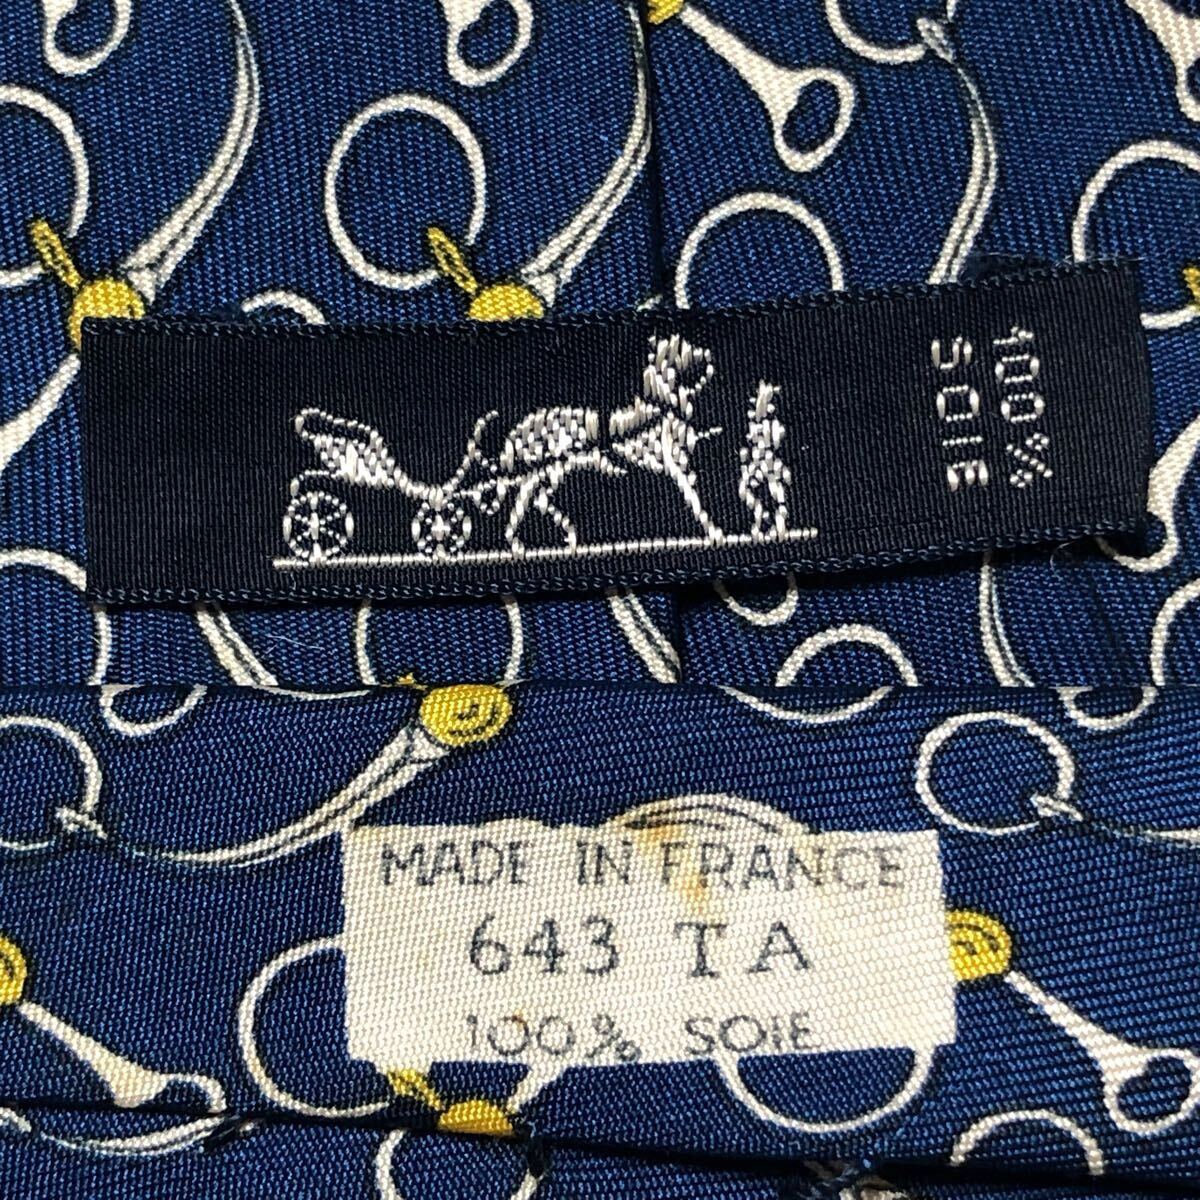 100%
SOIE
MADE IN FRANCE
643 TA
100% SOIE